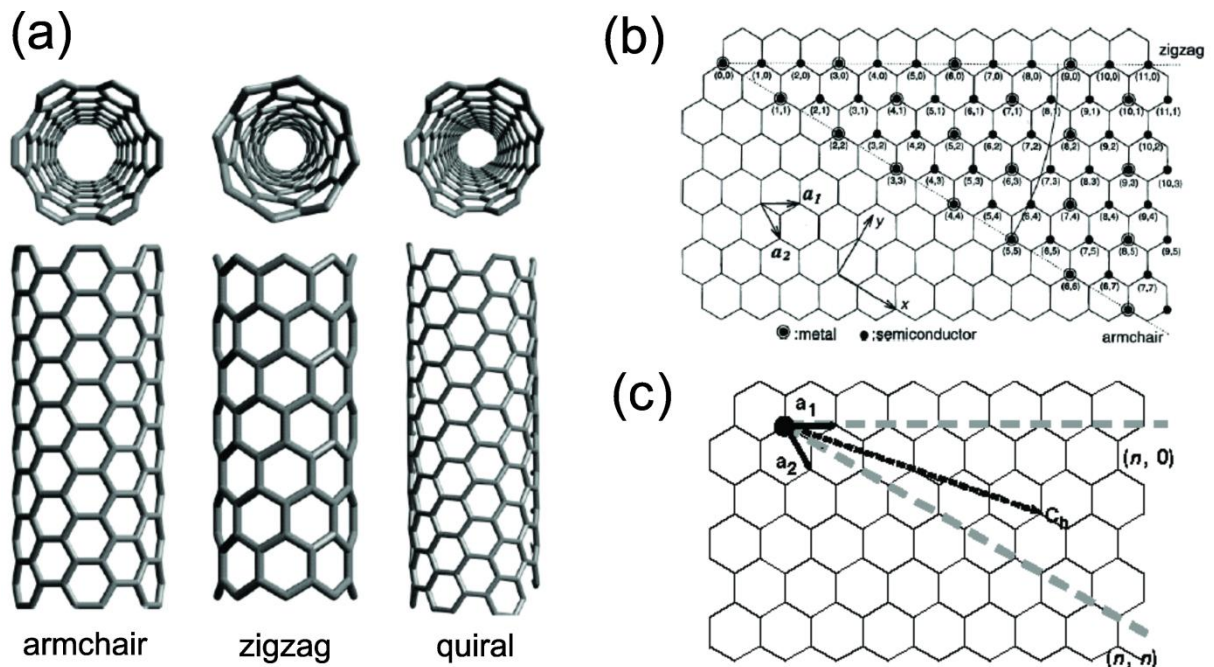 (a)
armchair zigzag quiral
(b)
zigzag
(0,0) (1,0) (2,0) (3,0) (4,0) (5,0) (6,0) (7,0) (8,0) (9,0) (10,0) (11,0)
(1,1) (2,1) (3,1) (4,1) (5,1) (6,1) (7,1) (8,1) (9,1) (10,1) (11,1)
(2,2) (3,2) (4,2) (5,2) (6,2) (7,2) (8,2) (9,2) (10,2)
(3,3) (4,3) (5,3) (6,3) (7,3) (8,3) (9,3) (10,3)
a1
(4,4) (5,4) (6,4) (7,4) (8,4) (9,4)
y
a2
(5,5) (6,5) (7,5) (8,5) (9,5)
(6,6) (6,7) (7,7)
x
:metal :semiconductor
armchair
(c)
a1
a2
(n, 0)
Ch
(n, n)